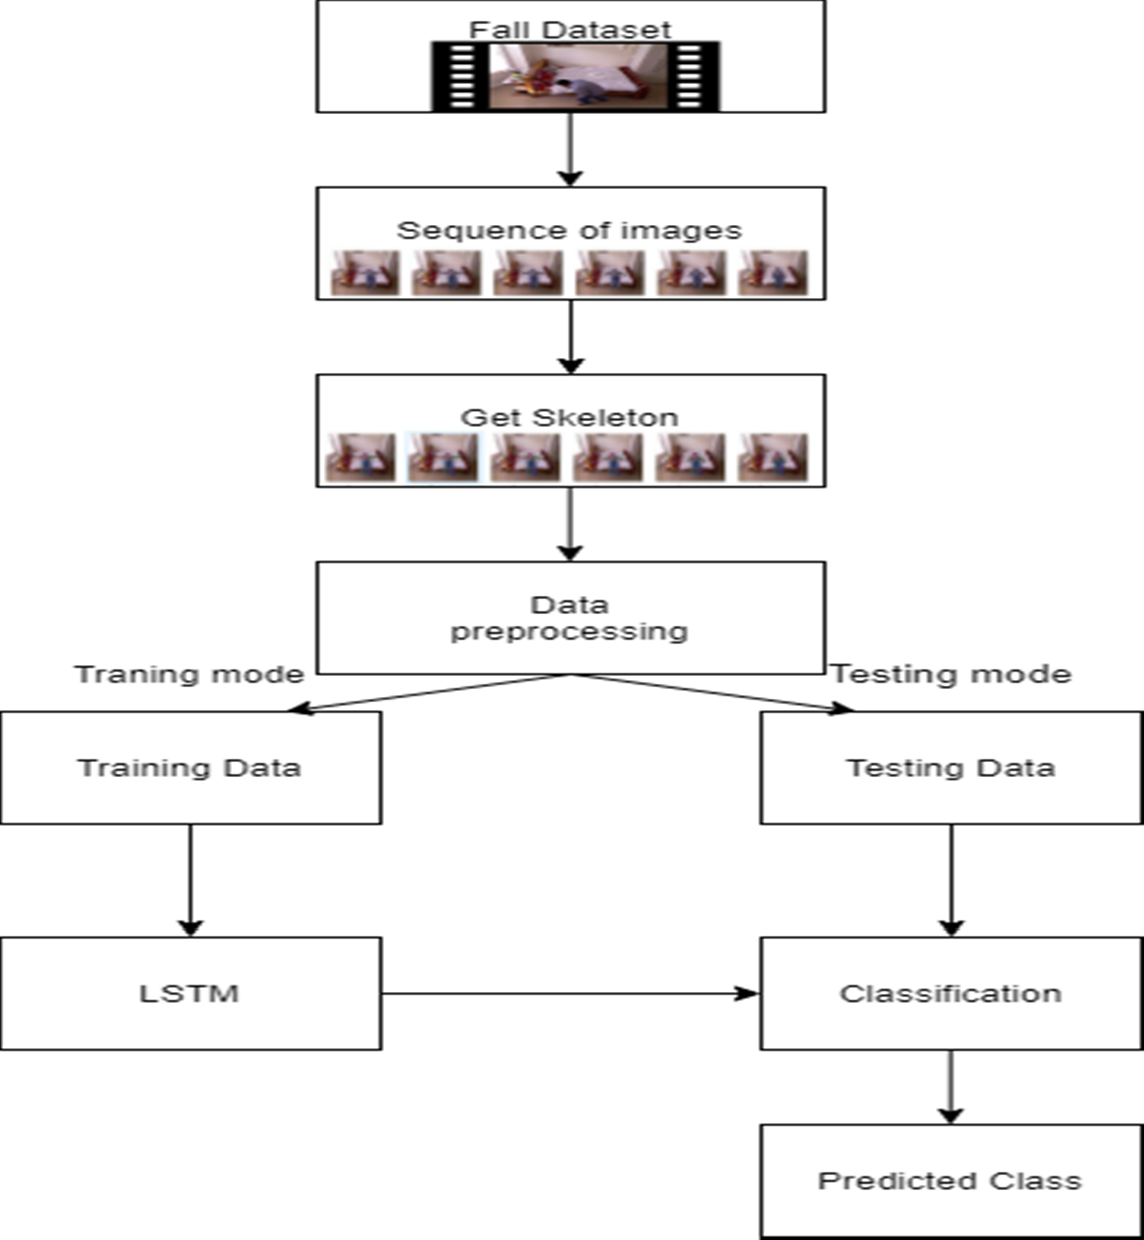 Fall Dataset
Sequence of images
Get Skeleton
Data
preprocessing
Traning mode
Testing mode
Training Data
Testing Data
LSTM
Classification
Predicted Class